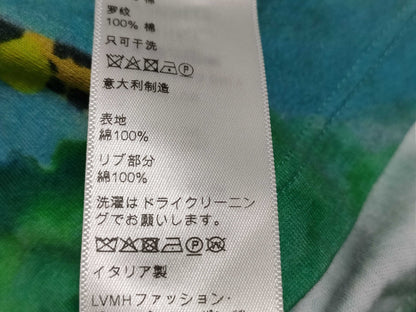 棉
罗纹
100% 棉
只可干洗
意大利制造
表地
綿100%
リブ部分
綿100%
洗濯はドライクリーニン
グでお願いします。
イタリア製
LVMHファッション・